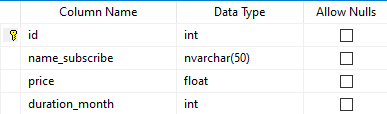 Column Name Data Type Allow Nulls
id int
name_subscribe nvarchar(50)
price float
duration_month int